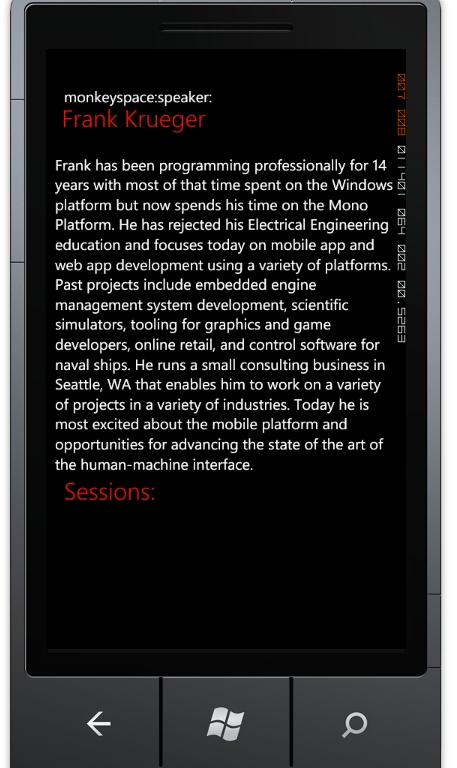 monkeyspace:speaker:
Frank Krueger
Frank has been programming professionally for 14
years with most of that time spent on the Windows
platform but now spends his time on the Mono
Platform. He has rejected his Electrical Engineering
education and focuses today on mobile app and
web app development using a variety of platforms.
Past projects include embedded engine
management system development, scientific
simulators, tooling for graphics and game
developers, online retail, and control software for
naval ships. He runs a small consulting business in
Seattle, WA that enables him to work on a variety
of projects in a variety of industries. Today he is
most excited about the mobile platform and
opportunities for advancing the state of the art of
the human-machine interface.
Sessions:
007 008 011410 064 002 00.95263